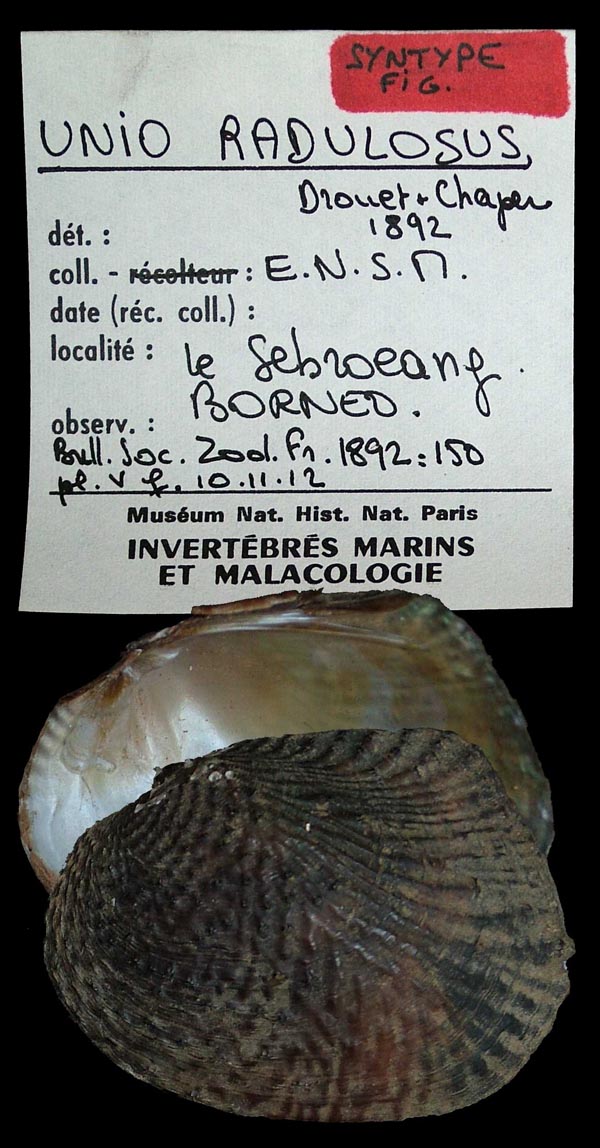 SYNTYPE
FiG.
UNiO RADULOSUS,
Drouet + Chaper
1892
dét. :
coll. - récolteur : E.N.S.M.
date (réc. coll.) :
localité : le Sebroeang.
BORNEO.
observ. :
Bull. Soc. Zool. Fr. 1892: 150
pl. V f. 10.11.12
Muséum Nat. Hist. Nat. Paris
INVERTÉBRÉS MARINS
ET MALACOLOGIE